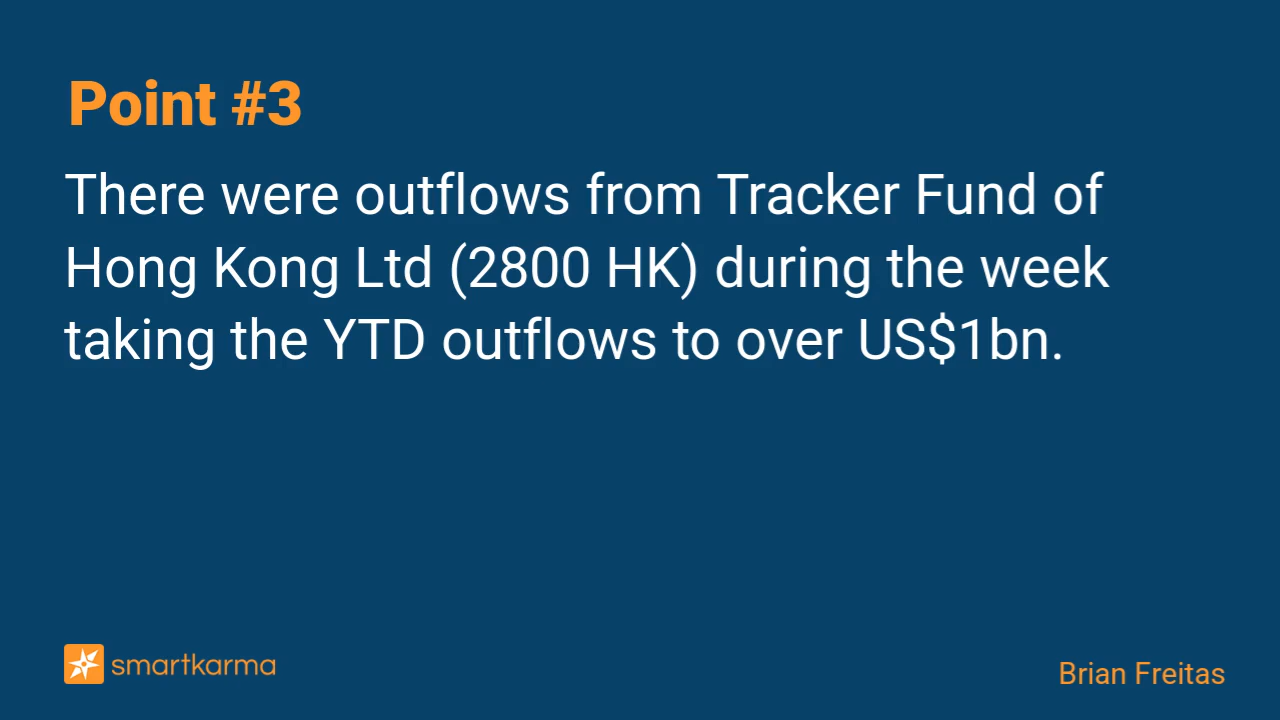 Point #3
There were outflows from Tracker Fund of
Hong Kong Ltd (2800 HK) during the week
taking the YTD outflows to over US$1bn.
smartkarma
Brian Freitas